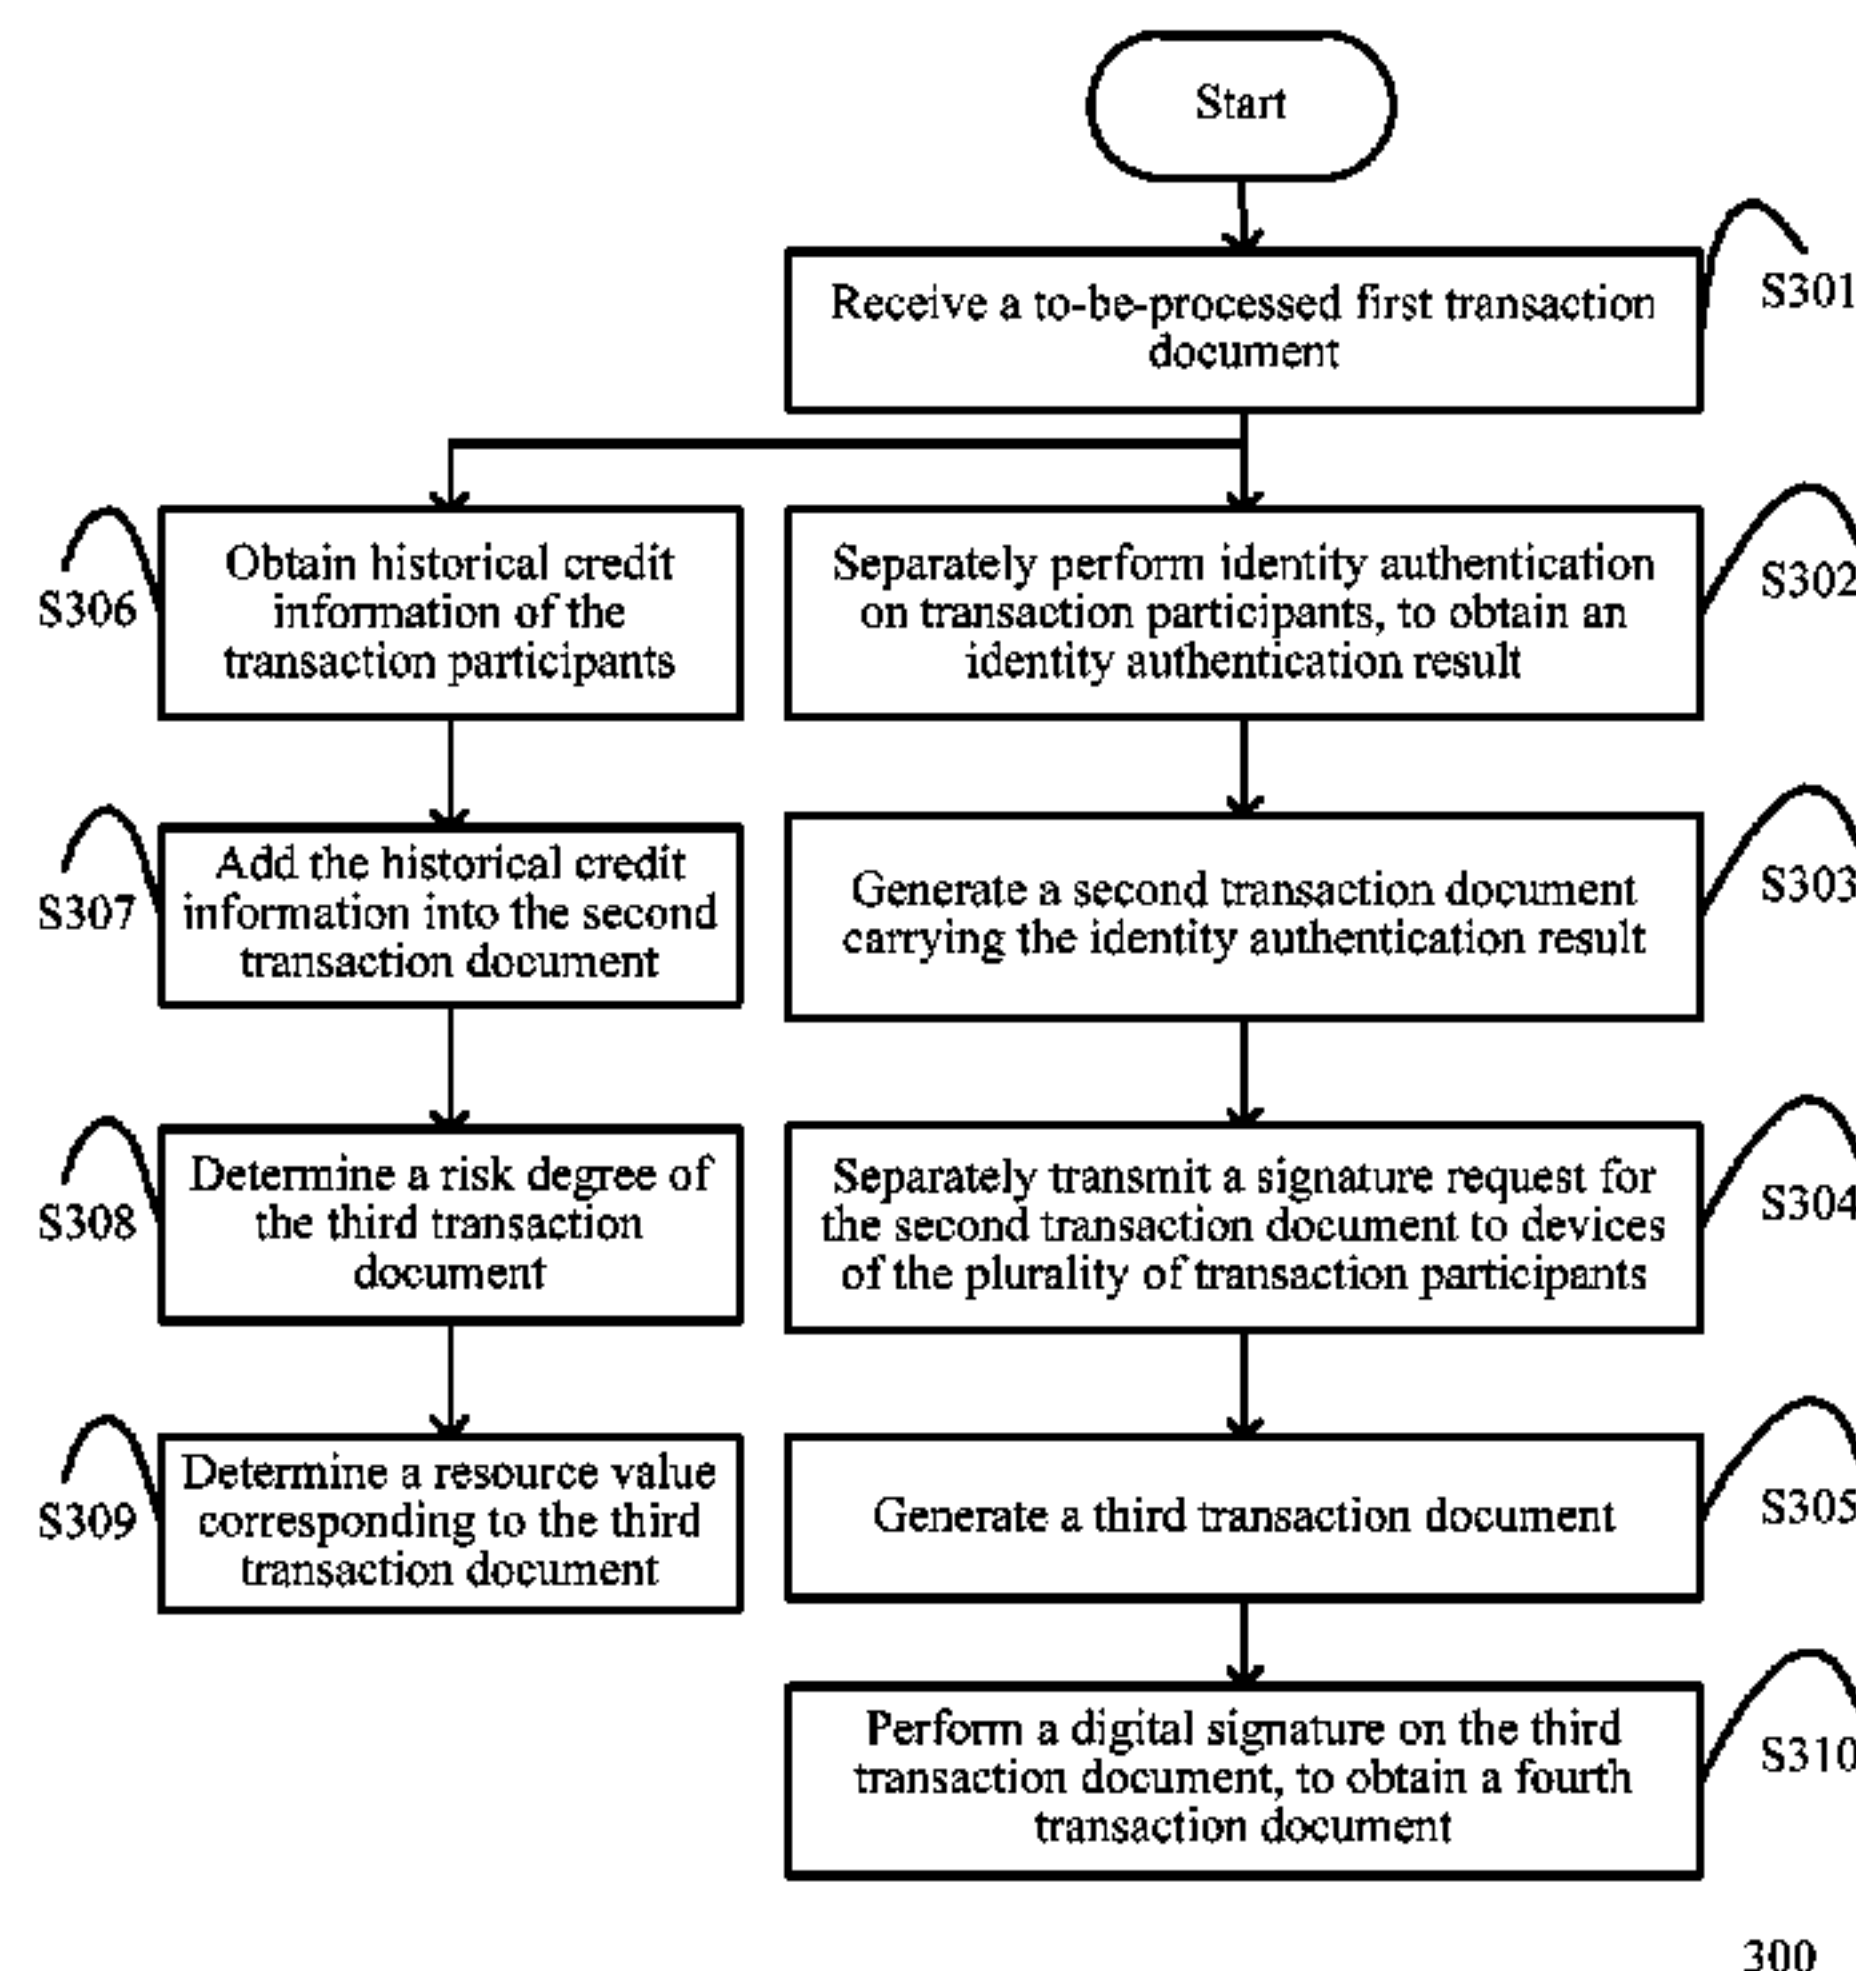 Start
Receive a to-be-processed first transaction
document
S301
Obtain historical credit
information of the
transaction participants
S306
Separately perform identity authentication
on transaction participants, to obtain an
identity authentication result
S302
Add the historical credit
information into the second
transaction document
S307
Generate a second transaction document
carrying the identity authentication result
S303
Determine a risk degree of
the third transaction
document
S308
Separately transmit a signature request for
the second transaction document to devices
of the plurality of transaction participants
S304
Determine a resource value
corresponding to the third
transaction document
S309
Generate a third transaction document
S305
Perform a digital signature on the third
transaction document, to obtain a fourth
transaction document
S310
300